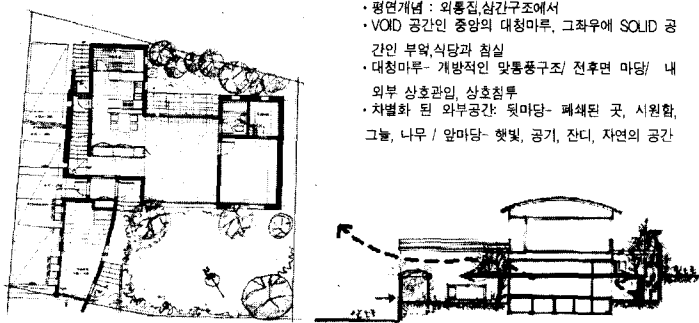 • 평면개념 : 외통집,삼간구조에서
• VOID 공간인 중앙의 대청마루, 그좌우에 SOLID 공
간인 부엌,식당과 침실
• 대청마루- 개방적인 맞통풍구조/ 전후면 마당/ 내
외부 상호관입, 상호침투
• 차별화 된 와부공간: 뒷마당- 폐쇄된 곳, 시원함,
그늘, 나무 / 앞마당- 햇빛, 공기, 잔디, 자연의 공간